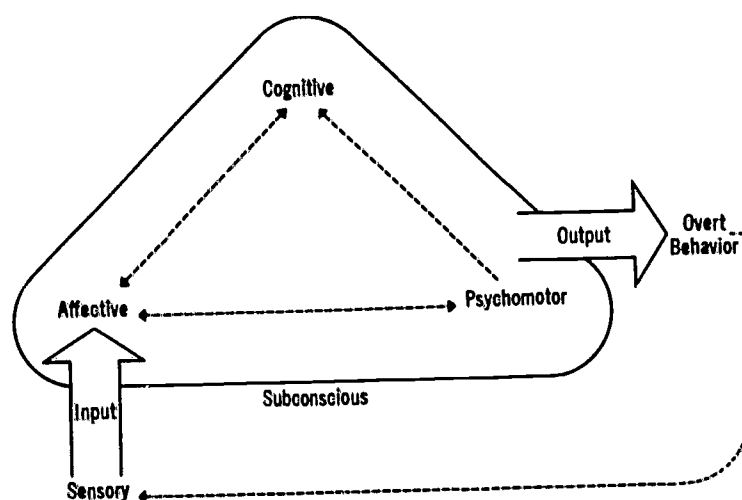 Cognitive
Output
Overt
Behavior
Affective
Psychomotor
Input
Subconscious
Sensory